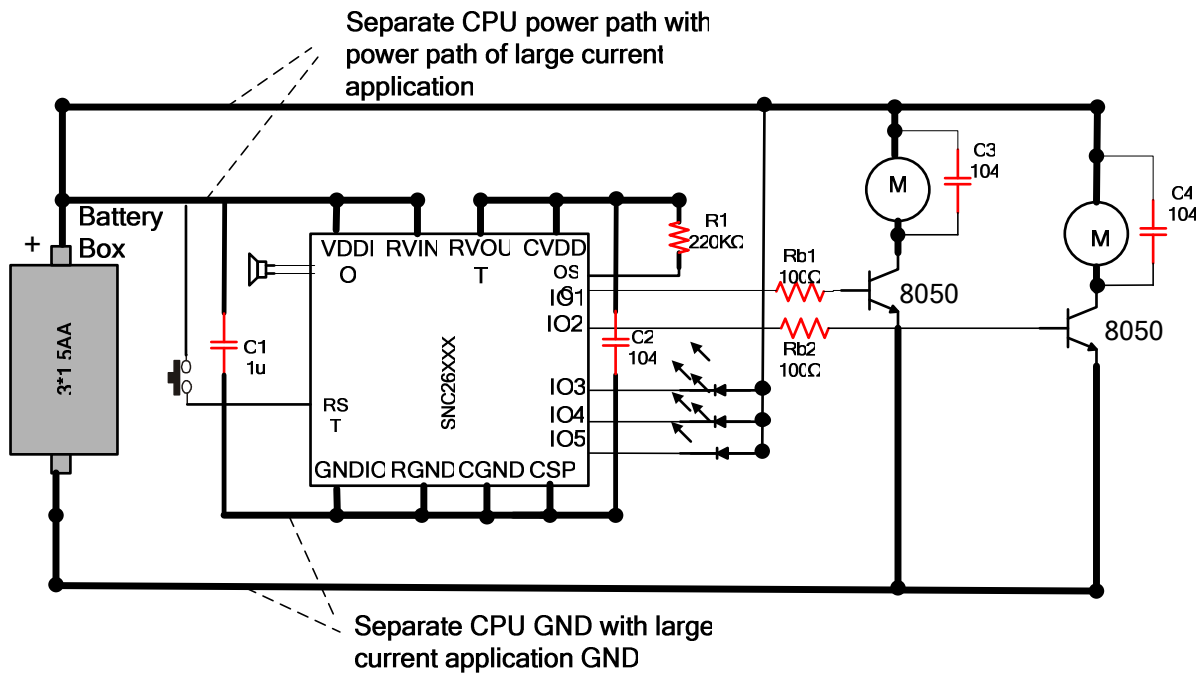 Separate CPU power path with
power path of large current
application
Battery
Box
+
3*1.5AA
VDDI
O
RVIN
RVOU
T
CVDD
OS
C
IO1
IO2
IO3
IO4
IO5
RS
T
SNC26XXX
GNDIO
RGND
CGND
CSP
C1
1u
C2
104
R1
220KΩ
Rb1
100Ω
Rb2
100Ω
M
C3
104
8050
M
C4
104
8050
Separate CPU GND with large
current application GND